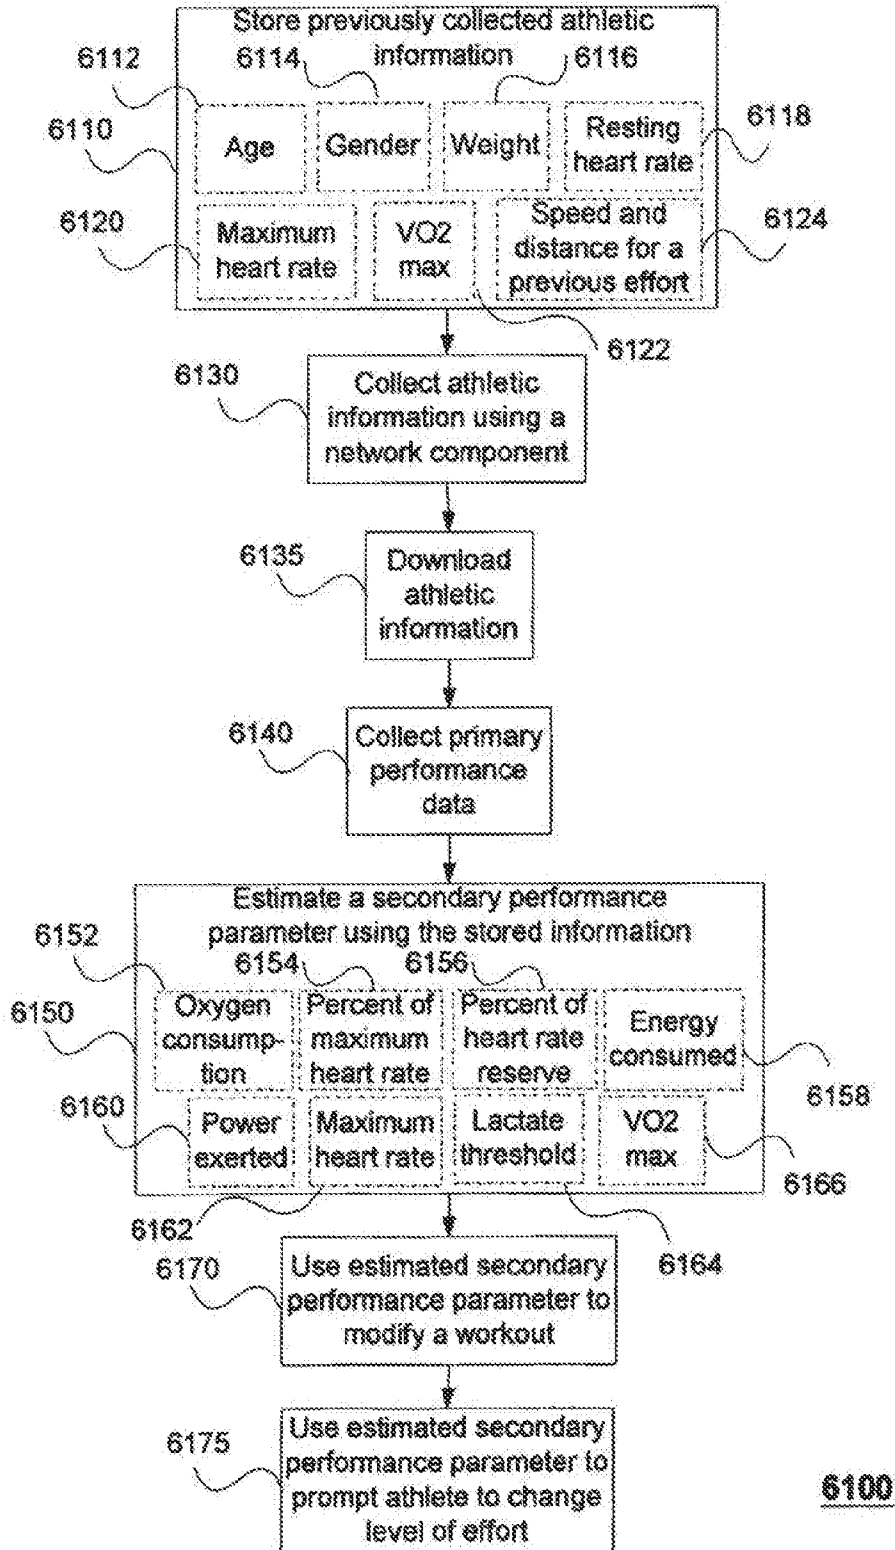 Store previously collected athletic
information
6112
6114
6116
6110
6118
Age
Gender
Weight
Resting
heart rate
6120
6124
Maximum
heart rate
VO2
max
Speed and
distance for a
previous effort
6122
6130
Collect athletic
information using a
network component
6135
Download
athletic
information
6140
Collect primary
performance
data
Estimate a secondary performance
parameter using the stored information
6152
6154
6156
6150
Oxygen
consump-
tion
Percent of
maximum
heart rate
Percent of
heart rate
reserve
Energy
consumed
6158
6160
Power
exerted
Maximum
heart rate
Lactate
threshold
VO2
max
6166
6162
6164
6170
Use estimated secondary
performance parameter to
modify a workout
6175
Use estimated secondary
performance parameter to
prompt athlete to change
level of effort
6100